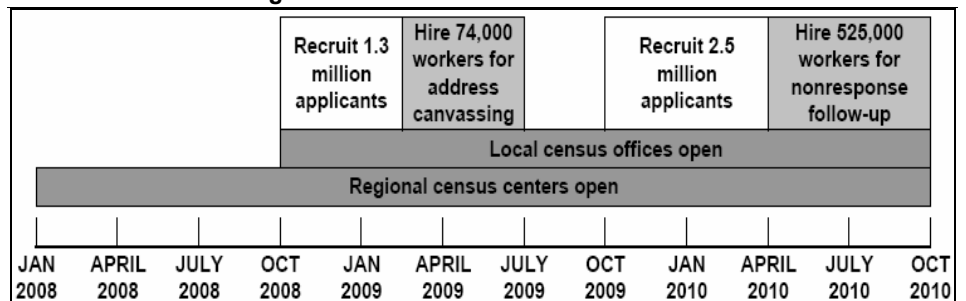 Recruit 1.3
million
applicants
Hire 74,000
workers for
address
canvassing
Recruit 2.5
million
applicants
Hire 525,000
workers for
nonresponse
follow-up
Local census offices open
Regional census centers open
JAN APRIL JULY OCT JAN APRIL JULY OCT JAN APRIL JULY OCT
2008 2008 2008 2008 2009 2009 2009 2009 2010 2010 2010 2010